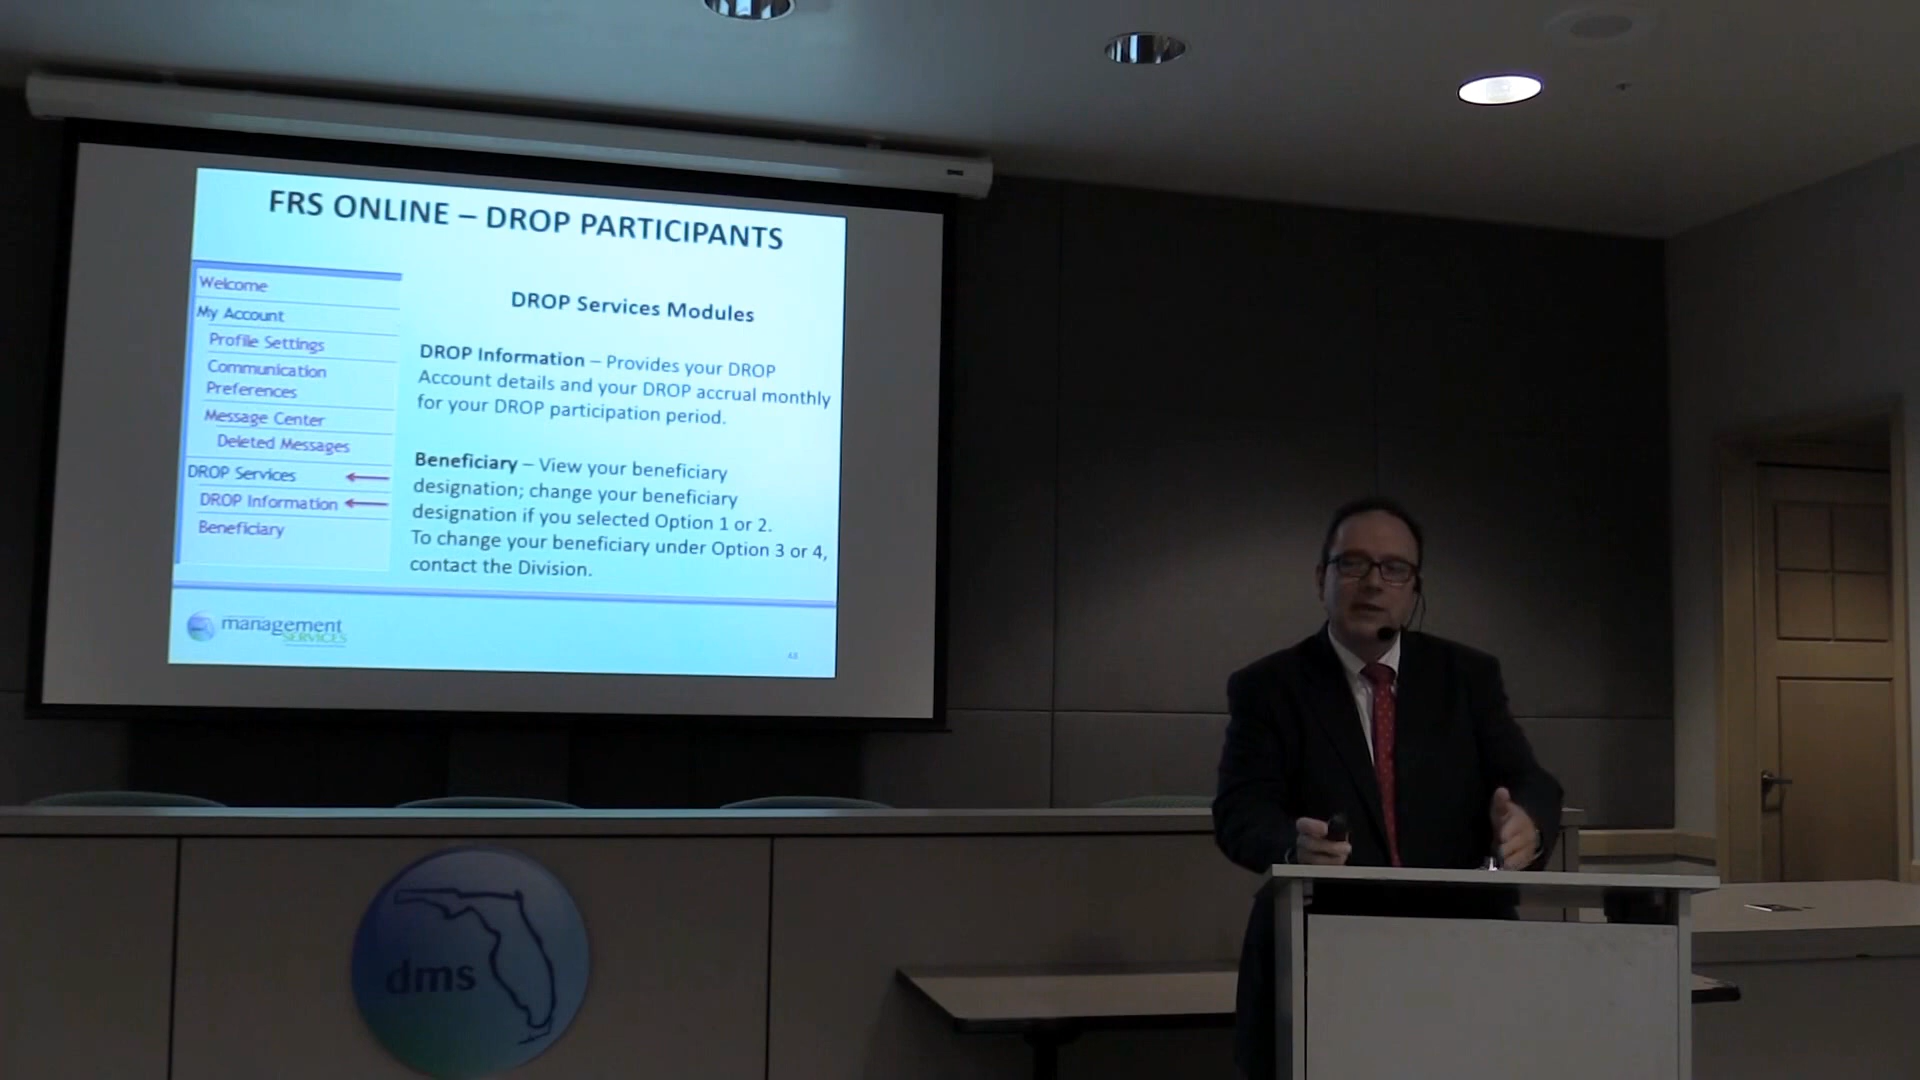 FRS ONLINE – DROP PARTICIPANTS
Welcome
My Account
Profile Settings
Communication
Preferences
Message Center
Deleted Messages
DROP Services
DROP Information
Beneficiary
DROP Services Modules
DROP Information – Provides your DROP
Account details and your DROP accrual monthly
for your DROP participation period.
Beneficiary – View your beneficiary
designation; change your beneficiary
designation if you selected Option 1 or 2.
To change your beneficiary under Option 3 or 4,
contact the Division.
management
SERVICES
dms